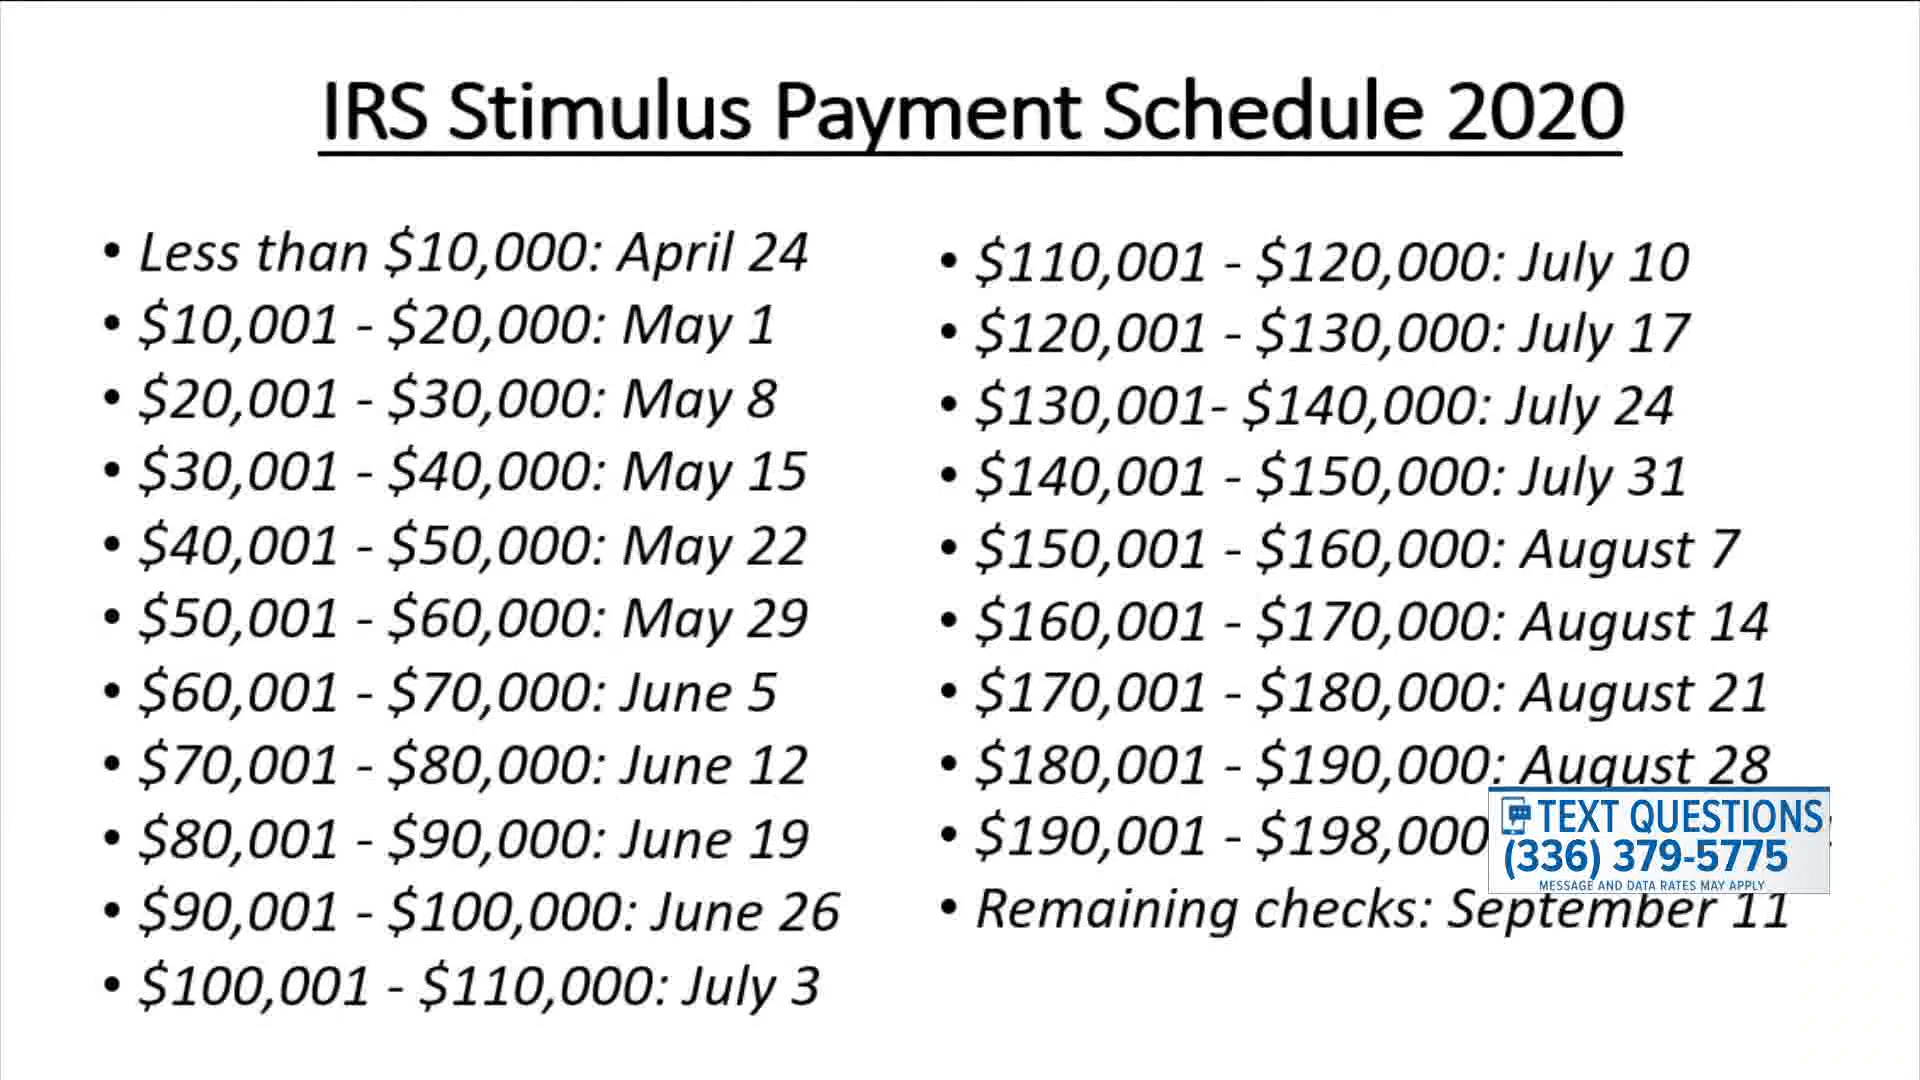 IRS Stimulus Payment Schedule 2020
• Less than $10,000: April 24
• $10,001 - $20,000: May 1
• $20,001 - $30,000: May 8
• $30,001 - $40,000: May 15
• $40,001 - $50,000: May 22
• $50,001 - $60,000: May 29
• $60,001 - $70,000: June 5
• $70,001 - $80,000: June 12
• $80,001 - $90,000: June 19
• $90,001 - $100,000: June 26
• $100,001 - $110,000: July 3
• $110,001 - $120,000: July 10
• $120,001 - $130,000: July 17
• $130,001- $140,000: July 24
• $140,001 - $150,000: July 31
• $150,001 - $160,000: August 7
• $160,001 - $170,000: August 14
• $170,001 - $180,000: August 21
• $180,001 - $190,000: August 28
• $190,001 - $198,000
• Remaining checks: September 11
TEXT QUESTIONS
(336) 379-5775
MESSAGE AND DATA RATES MAY APPLY